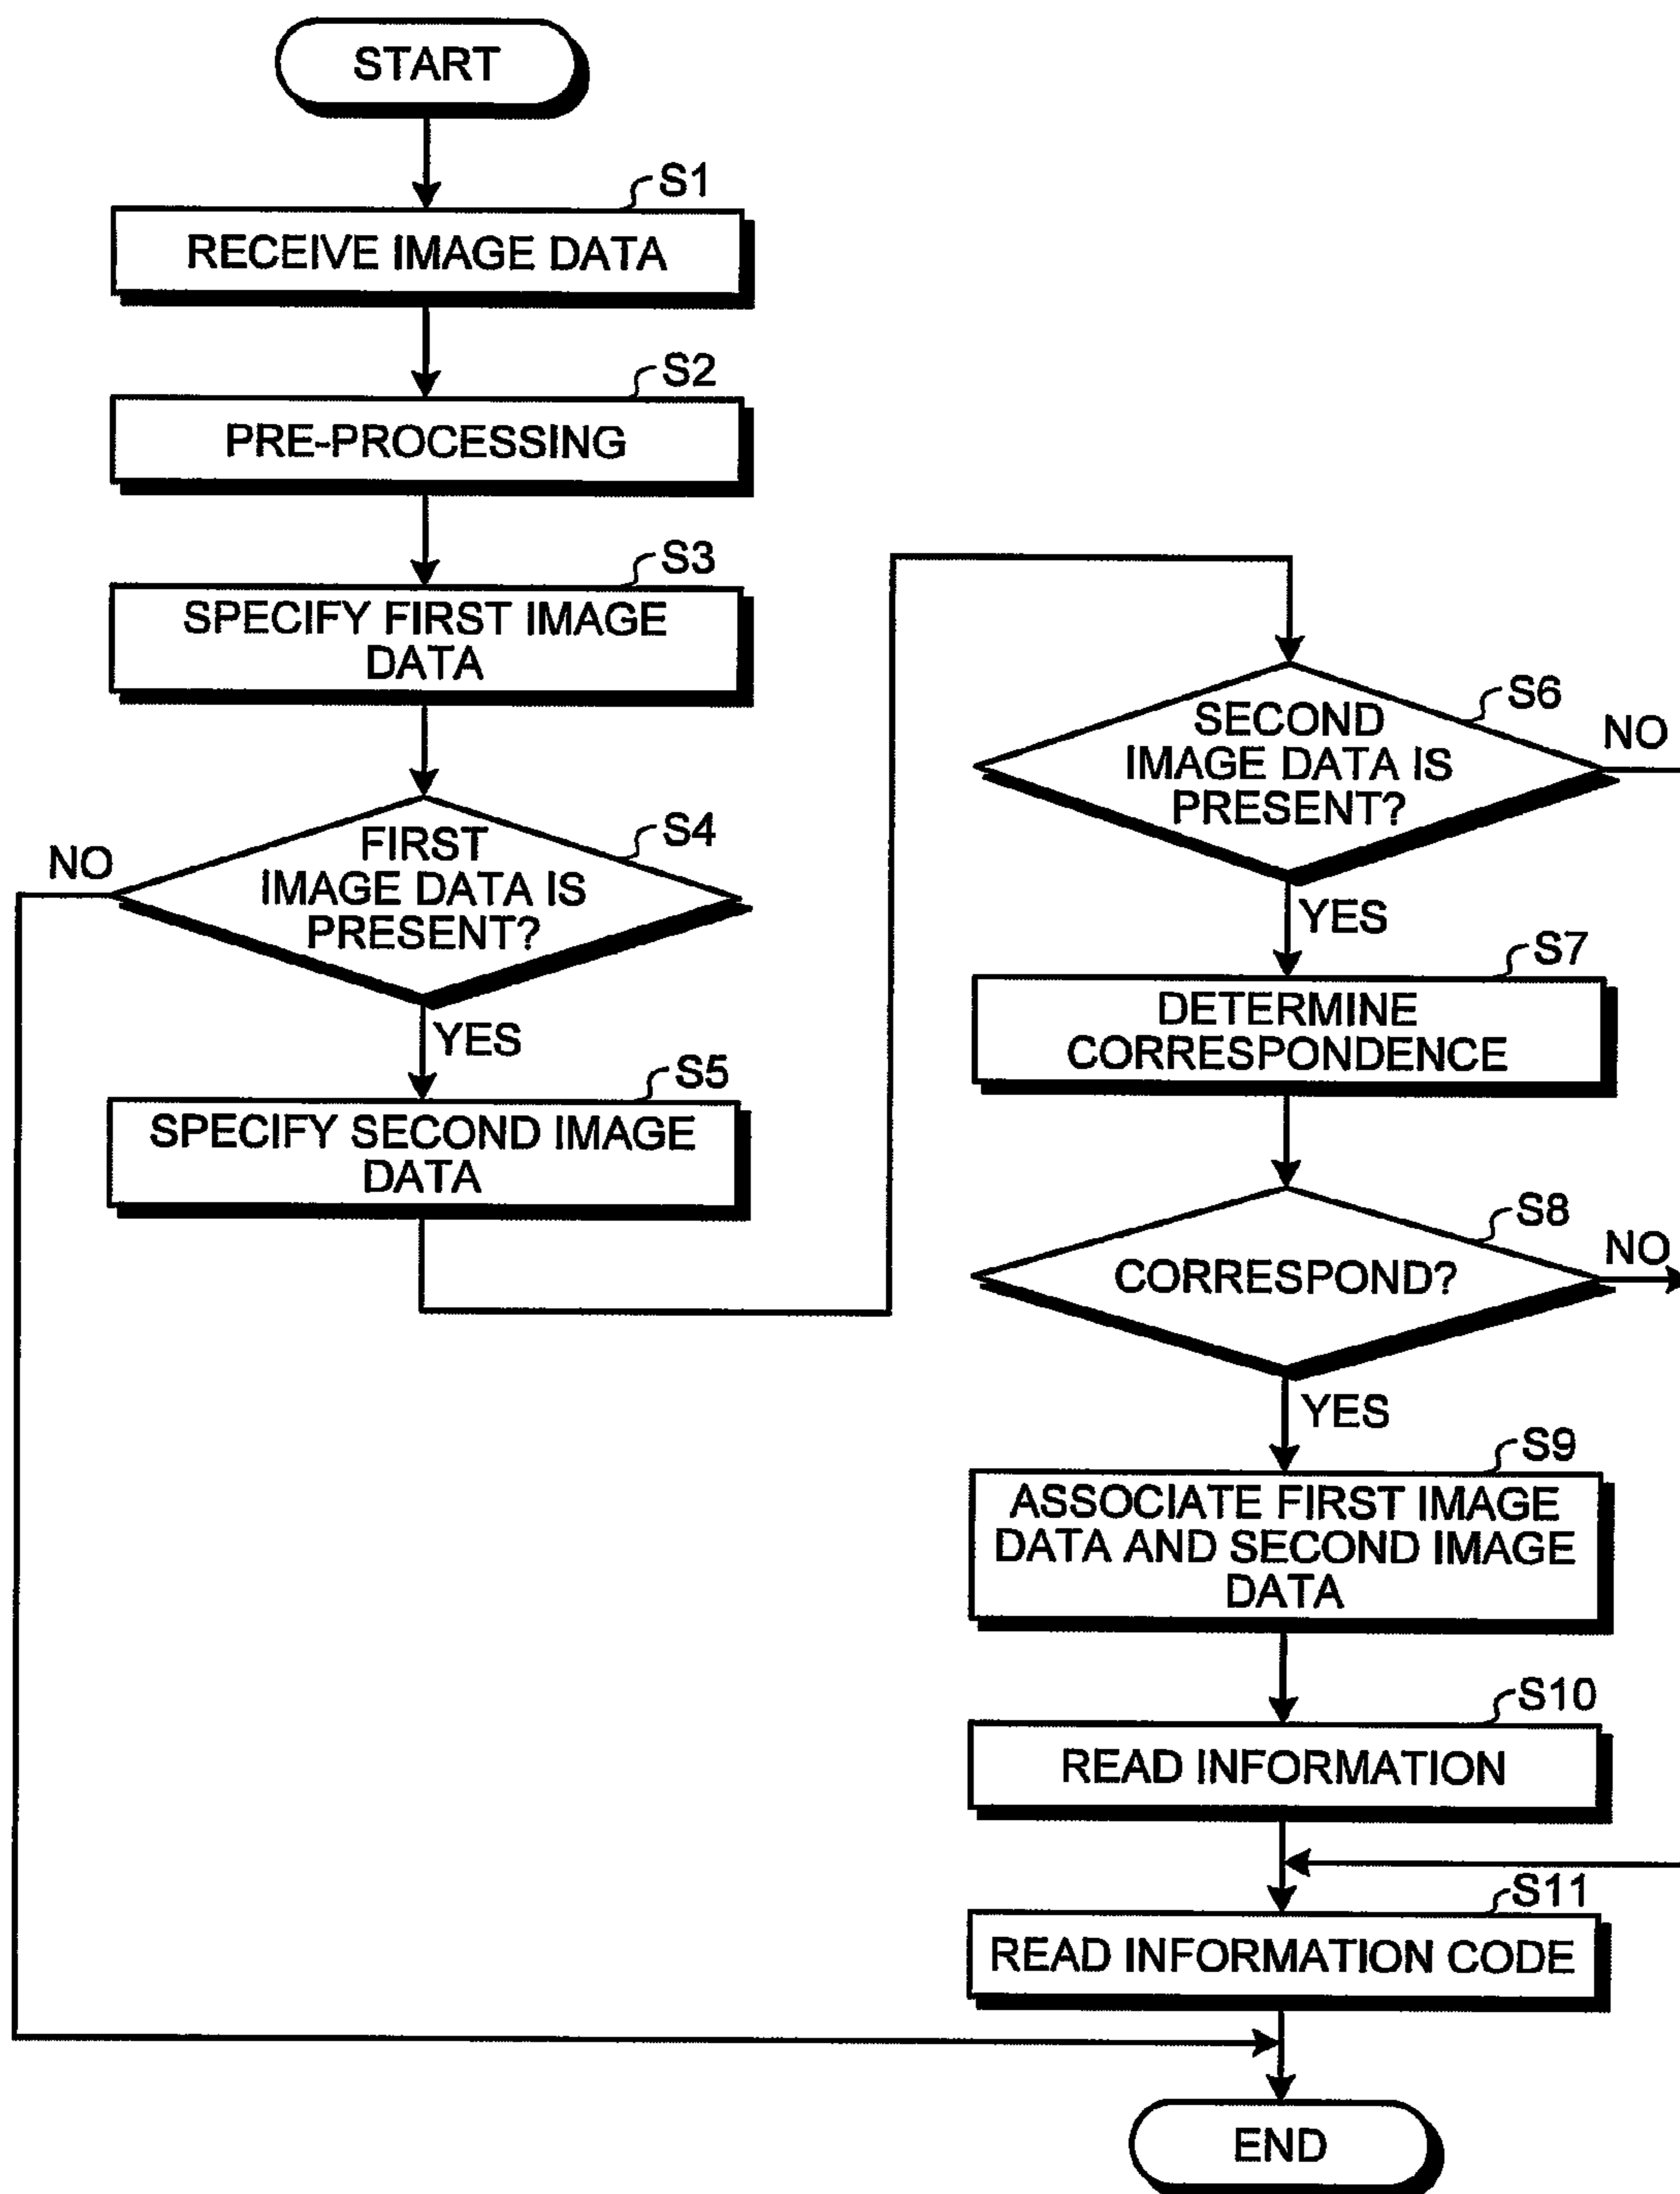 START
S1
RECEIVE IMAGE DATA
S2
PRE-PROCESSING
S3
SPECIFY FIRST IMAGE
DATA
S4
NO
FIRST
IMAGE DATA IS
PRESENT?
YES
S5
SPECIFY SECOND IMAGE
DATA
S6
NO
SECOND
IMAGE DATA IS
PRESENT?
YES
S7
DETERMINE
CORRESPONDENCE
S8
NO
CORRESPOND?
YES
S9
ASSOCIATE FIRST IMAGE
DATA AND SECOND IMAGE
DATA
S10
READ INFORMATION
S11
READ INFORMATION CODE
END